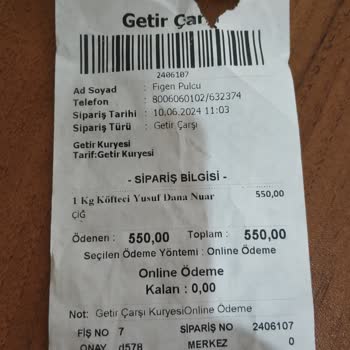 Getir Çarşı
2406107
Ad Soyad : Figen Pulcu
Telefon : 8006060102/632374
Sipariş Tarihi : 10.06.2024 11:03
Sipariş Türü : Getir Çarşı
Getir Kuryesi
Tarif:Getir Kuryesi
- SİPARİŞ BİLGİSİ -
1 Kg Köfteci Yusuf Dana Nuar 550,00
ÇİĞ
Ödenen : 550,00 Toplam : 550,00
Seçilen Ödeme Yöntemi : Online Ödeme
Online Ödeme
Kalan : 0,00
Not: Getir Çarşı KuryesiOnline Ödeme
FİŞ NO 7 SİPARİŞ NO 2406107
ONAY d578 MERKEZ 0